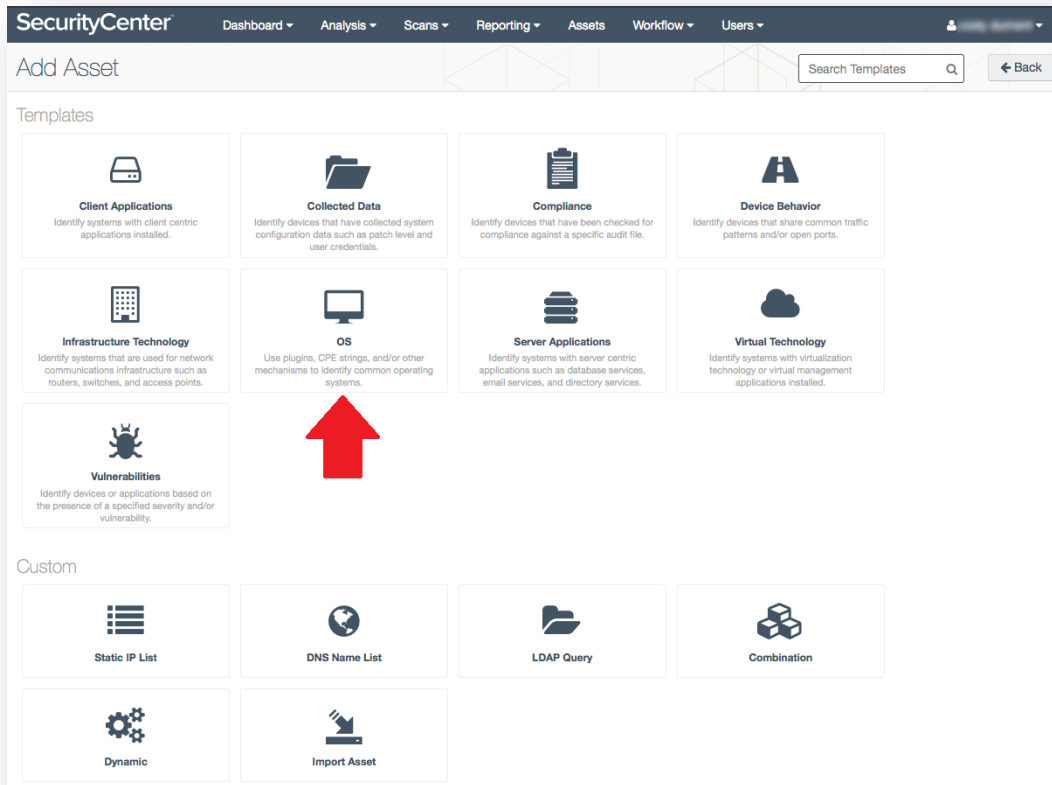 SecurityCenter
Dashboard Analysis Scans Reporting Assets Workflow Users
Add Asset
Search Templates
Back
Templates
Client Applications
Identify systems with client centric
applications installed.
Collected Data
Identify devices that have collected system
configuration data such as patch level and
user credentials.
Compliance
Identify devices that have been checked for
compliance against a specific audit file.
Device Behavior
Identify devices that share common traffic
patterns and/or open ports.
Infrastructure Technology
Identify systems that are used for network
communications infrastructure such as
routers, switches, and access points.
OS
Use plugins, CPE strings, and/or other
mechanisms to identify common operating
systems.
Server Applications
Identify systems with server centric
applications such as database services,
email services, and directory services.
Virtual Technology
Identify systems with virtualization
technology or virtual management
applications installed.
Vulnerabilities
Identify devices or applications based on
the presence of a specified severity and/or
vulnerability.
Custom
Static IP List
DNS Name List
LDAP Query
Combination
Dynamic
Import Asset